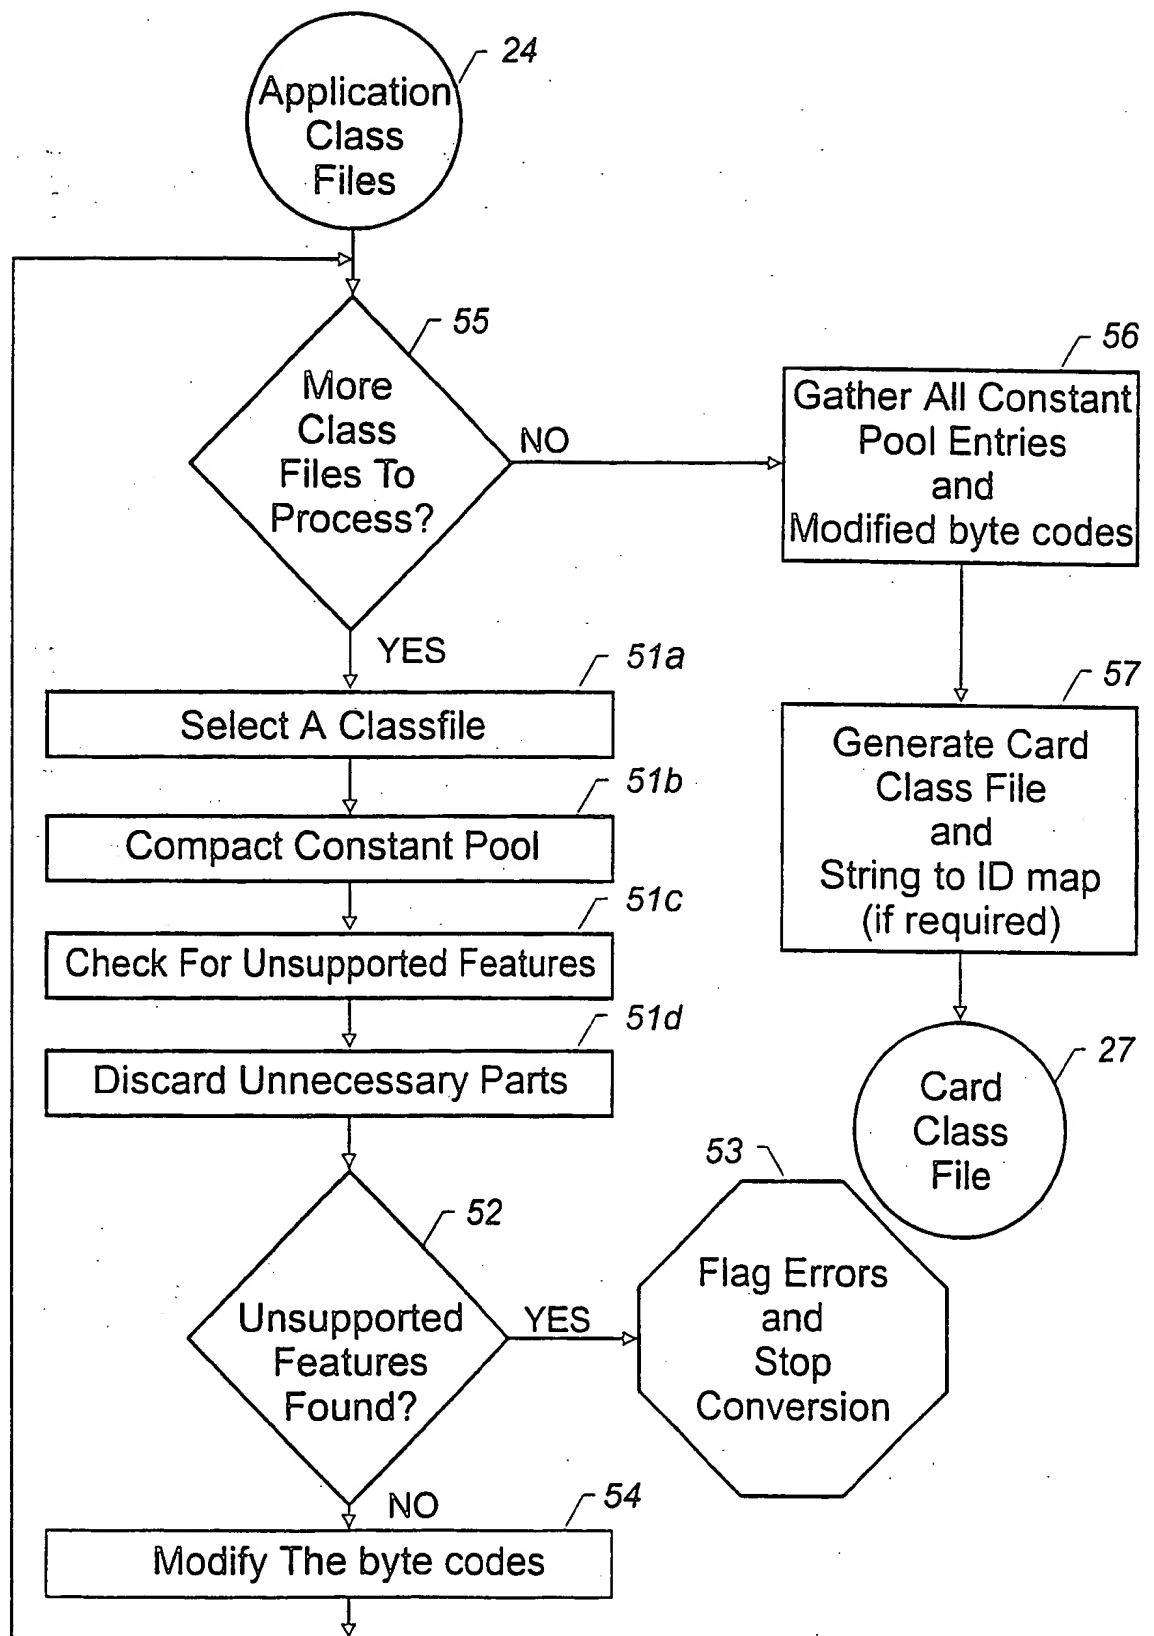 24
Application
Class
Files
55
More
Class
Files To
Process?
NO
YES
56
Gather All Constant
Pool Entries
and
Modified byte codes
51a
Select A Classfile
57
Generate Card
Class File
and
String to ID map
(if required)
51b
Compact Constant Pool
51c
Check For Unsupported Features
51d
Discard Unnecessary Parts
27
Card
Class
File
52
Unsupported
Features
Found?
YES
53
Flag Errors
and
Stop
Conversion
NO
54
Modify The byte codes